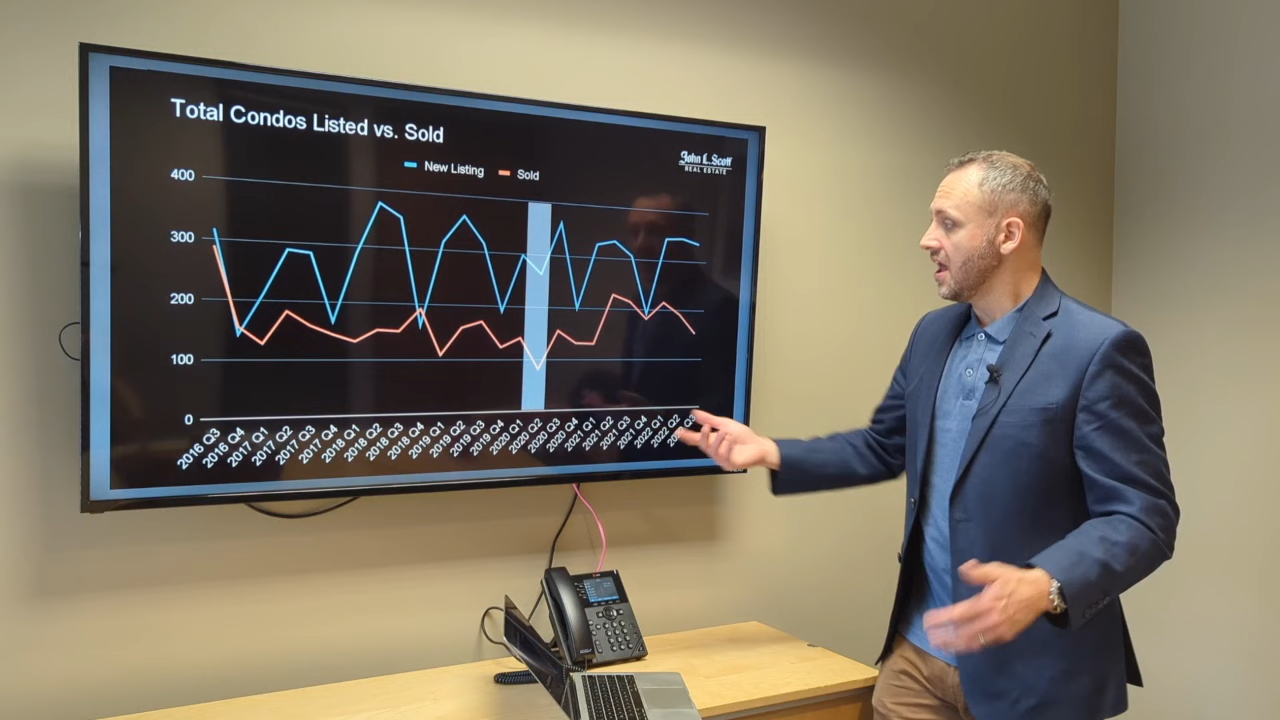 Total Condos Listed vs. Sold
John L. Scott
REAL ESTATE
New Listing
Sold
400
300
200
100
0
2016 Q3
2016 Q4
2017 Q1
2017 Q2
2017 Q3
2017 Q4
2018 Q1
2018 Q2
2018 Q3
2018 Q4
2019 Q1
2019 Q2
2019 Q3
2019 Q4
2020 Q1
2020 Q2
2020 Q3
2020 Q4
2021 Q1
2021 Q2
2021 Q3
2021 Q4
2022 Q1
2022 Q2
Q3